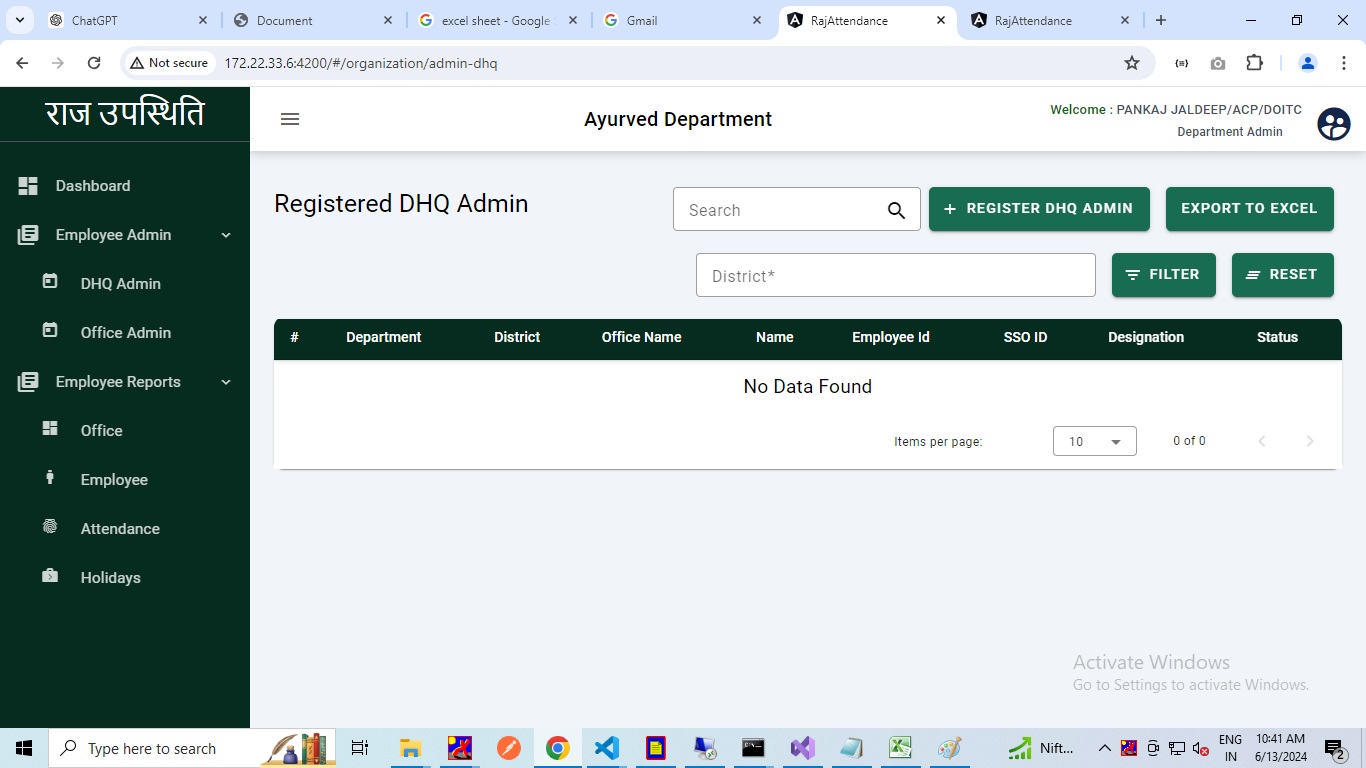 ChatGPT
Document
excel sheet - Google
Gmail
RajAttendance
RajAttendance
Not secure
172.22.33.6:4200/#/organization/admin-dhq
राज उपस्थिति
Ayurved Department
Welcome : PANKAJ JALDEEP/ACP/DOITC
Department Admin
Dashboard
Employee Admin
DHQ Admin
Office Admin
Employee Reports
Office
Employee
Attendance
Holidays
Registered DHQ Admin
Search
+ REGISTER DHQ ADMIN
EXPORT TO EXCEL
District*
FILTER
RESET
# Department District Office Name Name Employee Id SSO ID Designation Status
No Data Found
Items per page: 10 0 of 0
Activate Windows
Go to Settings to activate Windows.
Type here to search
Nift...
ENG
IN
10:41 AM
6/13/2024
2